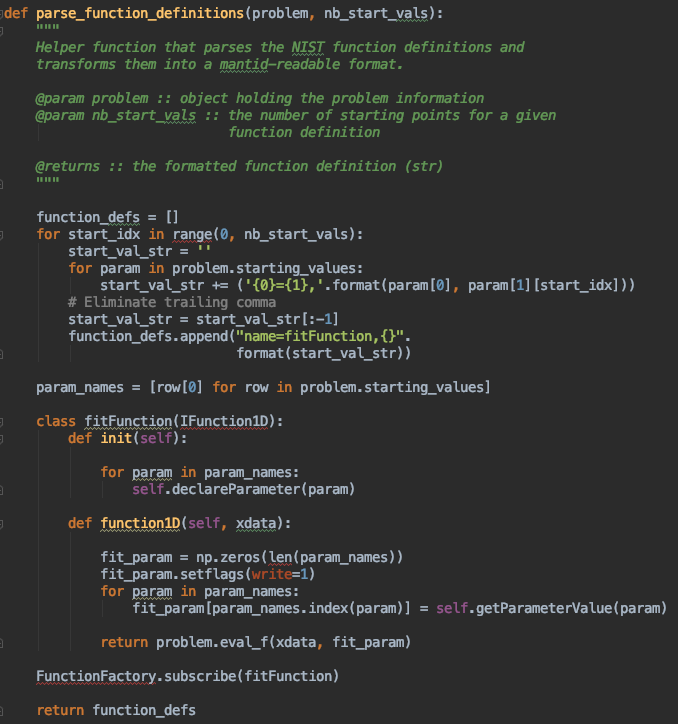 def parse_function_definitions(problem, nb_start_vals):
    """
    Helper function that parses the NIST function definitions and
    transforms them into a mantid-readable format.

    @param problem :: object holding the problem information
    @param nb_start_vals :: the number of starting points for a given
                            function definition

    @returns :: the formatted function definition (str)
    """

    function_defs = []
    for start_idx in range(0, nb_start_vals):
        start_val_str = ''
        for param in problem.starting_values:
            start_val_str += ('{0}={1},'.format(param[0], param[1][start_idx]))
        # Eliminate trailing comma
        start_val_str = start_val_str[:-1]
        function_defs.append("name=fitFunction,{}".
                             format(start_val_str))

    param_names = [row[0] for row in problem.starting_values]

    class fitFunction(IFunction1D):
        def init(self):

            for param in param_names:
                self.declareParameter(param)

        def function1D(self, xdata):

            fit_param = np.zeros(len(param_names))
            fit_param.setflags(write=1)
            for param in param_names:
                fit_param[param_names.index(param)] = self.getParameterValue(param)

            return problem.eval_f(xdata, fit_param)

    FunctionFactory.subscribe(fitFunction)

    return function_defs